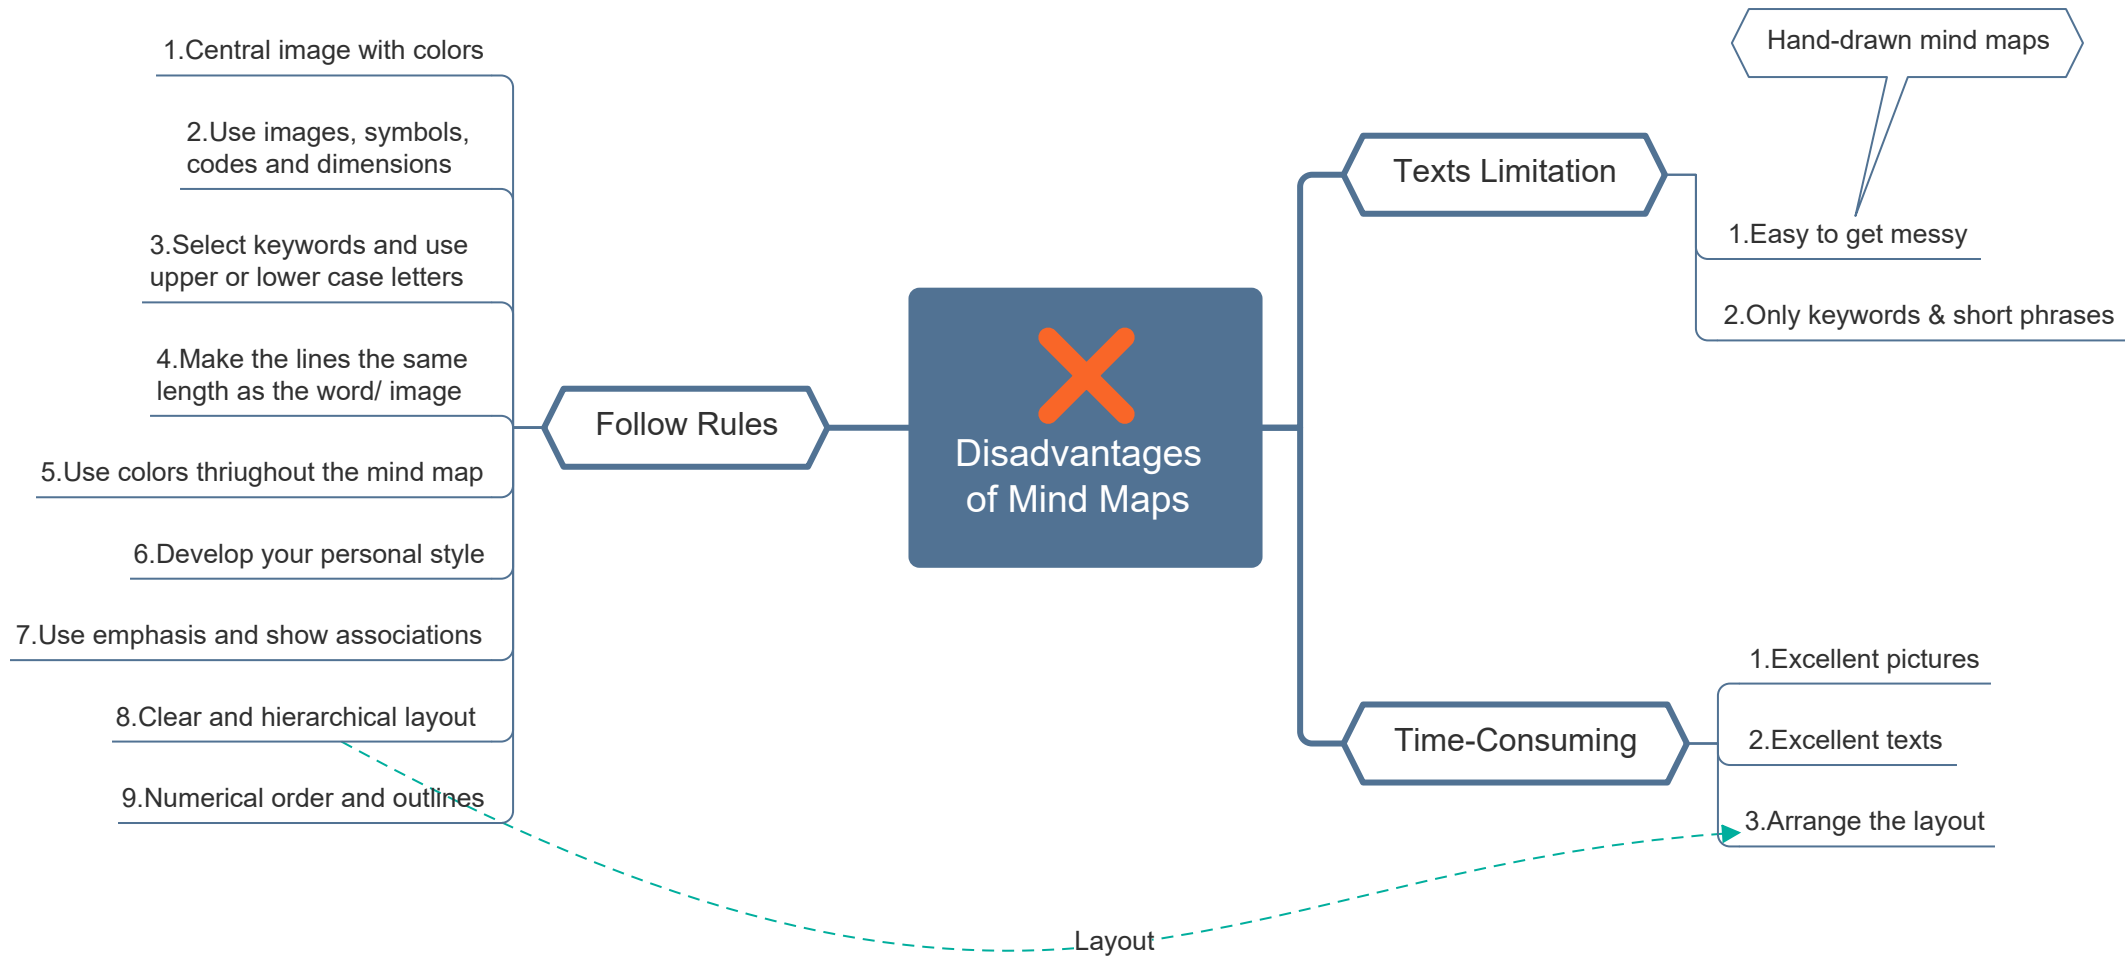 1.Central image with colors
2.Use images, symbols,
codes and dimensions
3.Select keywords and use
upper or lower case letters
4.Make the lines the same
length as the word/ image
5.Use colors thriughout the mind map
6.Develop your personal style
7.Use emphasis and show associations
8.Clear and hierarchical layout
9.Numerical order and outlines
Follow Rules
Disadvantages
of Mind Maps
Texts Limitation
Hand-drawn mind maps
1.Easy to get messy
2.Only keywords & short phrases
Time-Consuming
1.Excellent pictures
2.Excellent texts
3.Arrange the layout
Layout